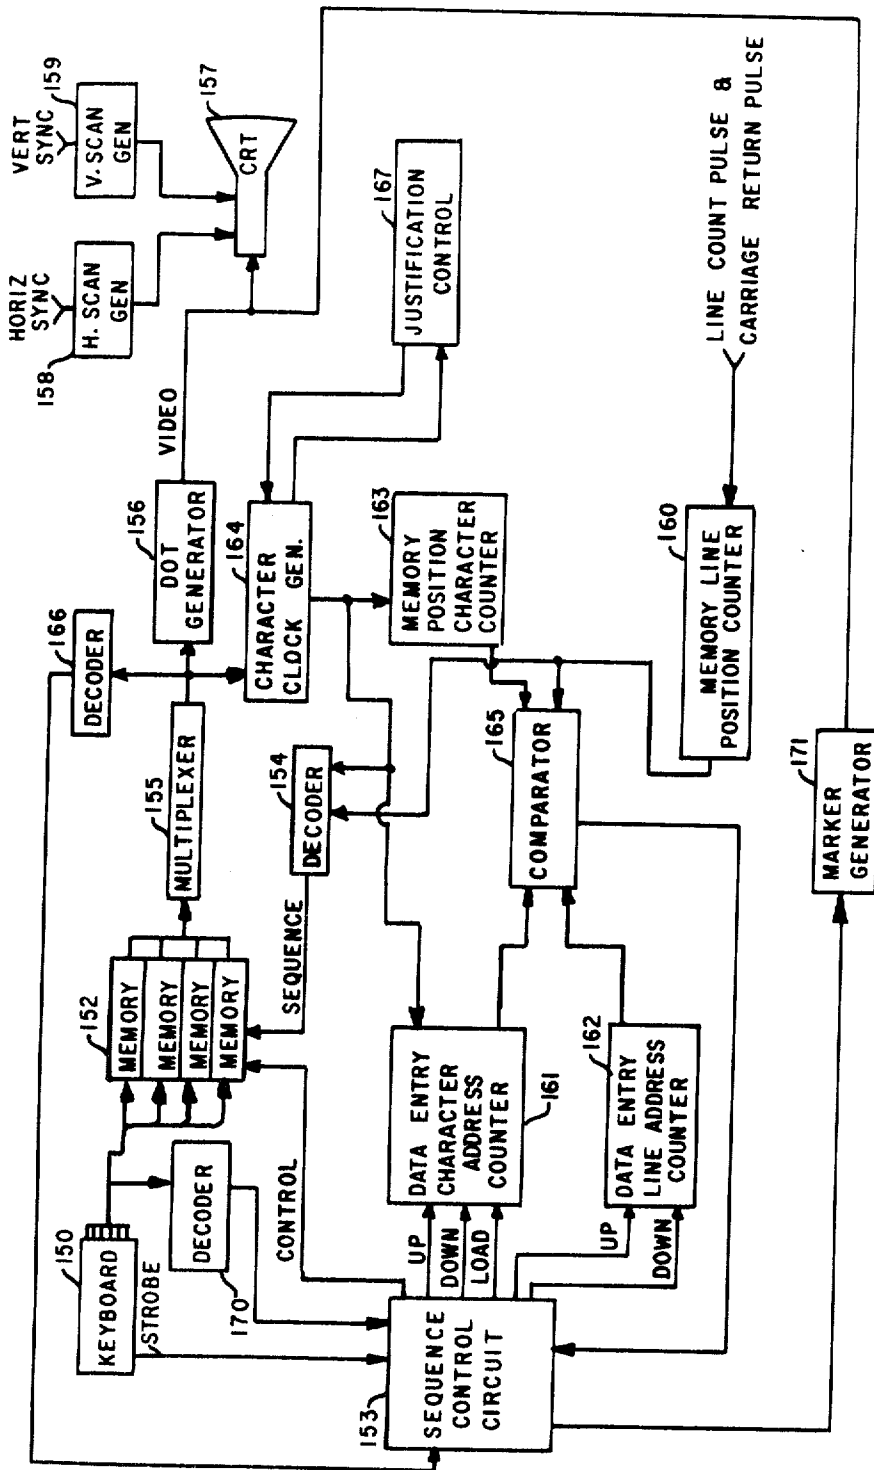 150
KEYBOARD
STROBE
DECODER
170
152
MEMORY
MEMORY
MEMORY
MEMORY
CONTROL
SEQUENCE
155
MULTIPLEXER
166
DECODER
156
DOT
GENERATOR
VIDEO
HORIZ
SYNC
158
H. SCAN
GEN
VERT
SYNC
159
V. SCAN
GEN
157
CRT
154
DECODER
164
CHARACTER
CLOCK GEN.
167
JUSTIFICATION
CONTROL
153
SEQUENCE
CONTROL
CIRCUIT
UP
DOWN
LOAD
DATA ENTRY
CHARACTER
ADDRESS
COUNTER
161
UP
DOWN
162
DATA ENTRY
LINE ADDRESS
COUNTER
165
COMPARATOR
163
MEMORY
POSITION
CHARACTER
COUNTER
160
MEMORY LINE
POSITION COUNTER
LINE COUNT PULSE &
CARRIAGE RETURN PULSE
171
MARKER
GENERATOR